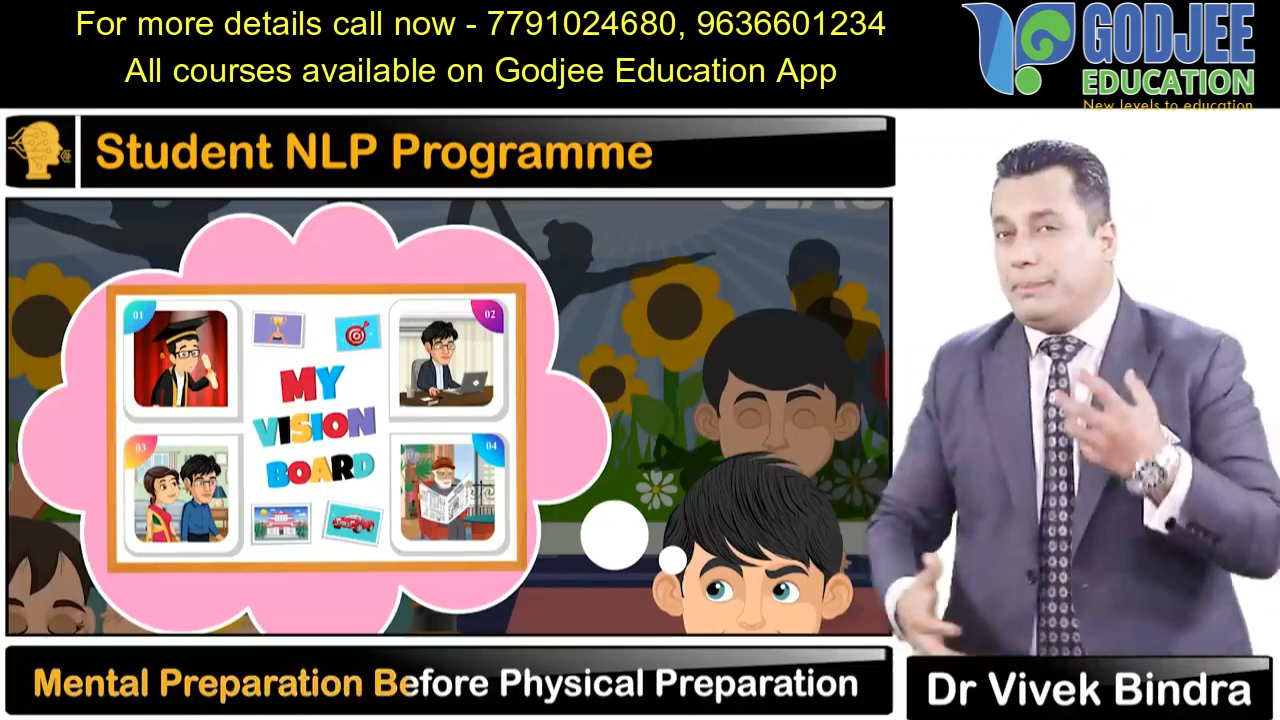 For more details call now - 7791024680, 9636601234
All courses available on Godjee Education App
GODJEE
EDUCATION
New levels to education
Student NLP Programme
01
02
MY
VISION
BOARD
03
04
Mental Preparation Before Physical Preparation
Dr Vivek Bindra